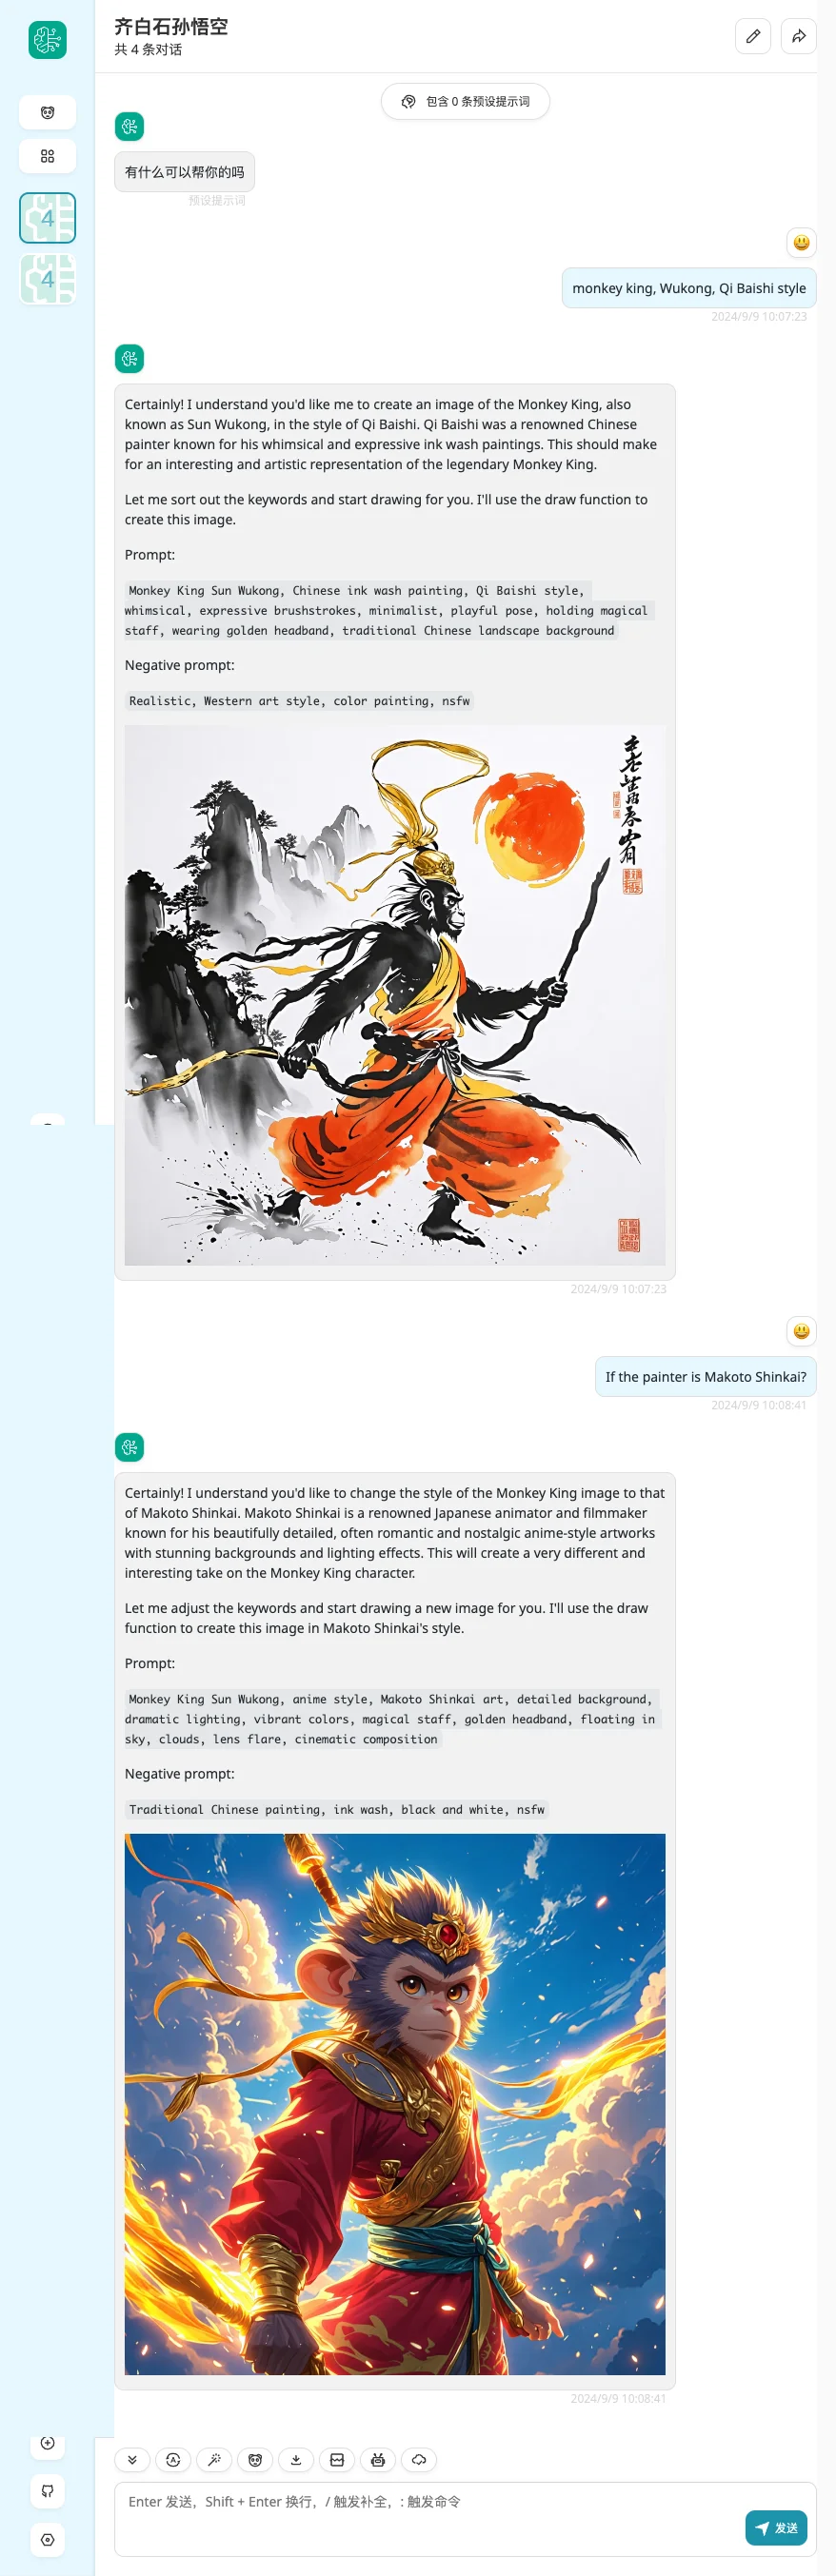 齐白石孙悟空
共 4 条对话
包含 0 条预设提示词
4
4
有什么可以帮你的吗
预设提示词
monkey king, Wukong, Qi Baishi style
2024/9/9 10:07:23
Certainly! I understand you'd like me to create an image of the Monkey King, also
known as Sun Wukong, in the style of Qi Baishi. Qi Baishi was a renowned Chinese
painter known for his whimsical and expressive ink wash paintings. This should make
for an interesting and artistic representation of the legendary Monkey King.
Let me sort out the keywords and start drawing for you. I'll use the draw function to
create this image.
Prompt:
Monkey King Sun Wukong, Chinese ink wash painting, Qi Baishi style,
whimsical, expressive brushstrokes, minimalist, playful pose, holding magical
staff, wearing golden headband, traditional Chinese landscape background
Negative prompt:
Realistic, Western art style, color painting, nsfw
2024/9/9 10:07:23
If the painter is Makoto Shinkai?
2024/9/9 10:08:41
Certainly! I understand you'd like to change the style of the Monkey King image to that
of Makoto Shinkai. Makoto Shinkai is a renowned Japanese animator and filmmaker
known for his beautifully detailed, often romantic and nostalgic anime-style artworks
with stunning backgrounds and lighting effects. This will create a very different and
interesting take on the Monkey King character.
Let me adjust the keywords and start drawing a new image for you. I'll use the draw
function to create this image in Makoto Shinkai's style.
Prompt:
Monkey King Sun Wukong, anime style, Makoto Shinkai art, detailed background,
dramatic lighting, vibrant colors, magical staff, golden headband, floating in
sky, clouds, lens flare, cinematic composition
Negative prompt:
Traditional Chinese painting, ink wash, black and white, nsfw
2024/9/9 10:08:41
Enter 发送，Shift + Enter 换行，/ 触发补全，: 触发命令
发送